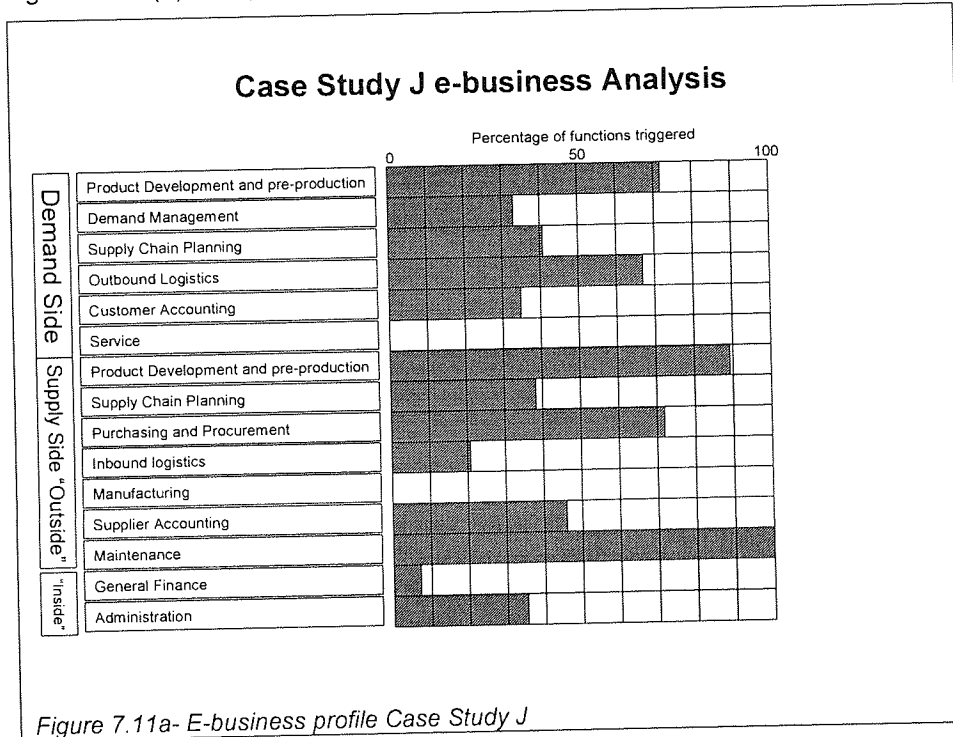 Case Study J e-business Analysis
Percentage of functions triggered
0 50 100
Demand Side
Product Development and pre-production
Demand Management
Supply Chain Planning
Outbound Logistics
Customer Accounting
Service
Supply Side "Outside"
Product Development and pre-production
Supply Chain Planning
Purchasing and Procurement
Inbound logistics
Manufacturing
Supplier Accounting
Maintenance
"Inside"
General Finance
Administration
Figure 7.11a- E-business profile Case Study J